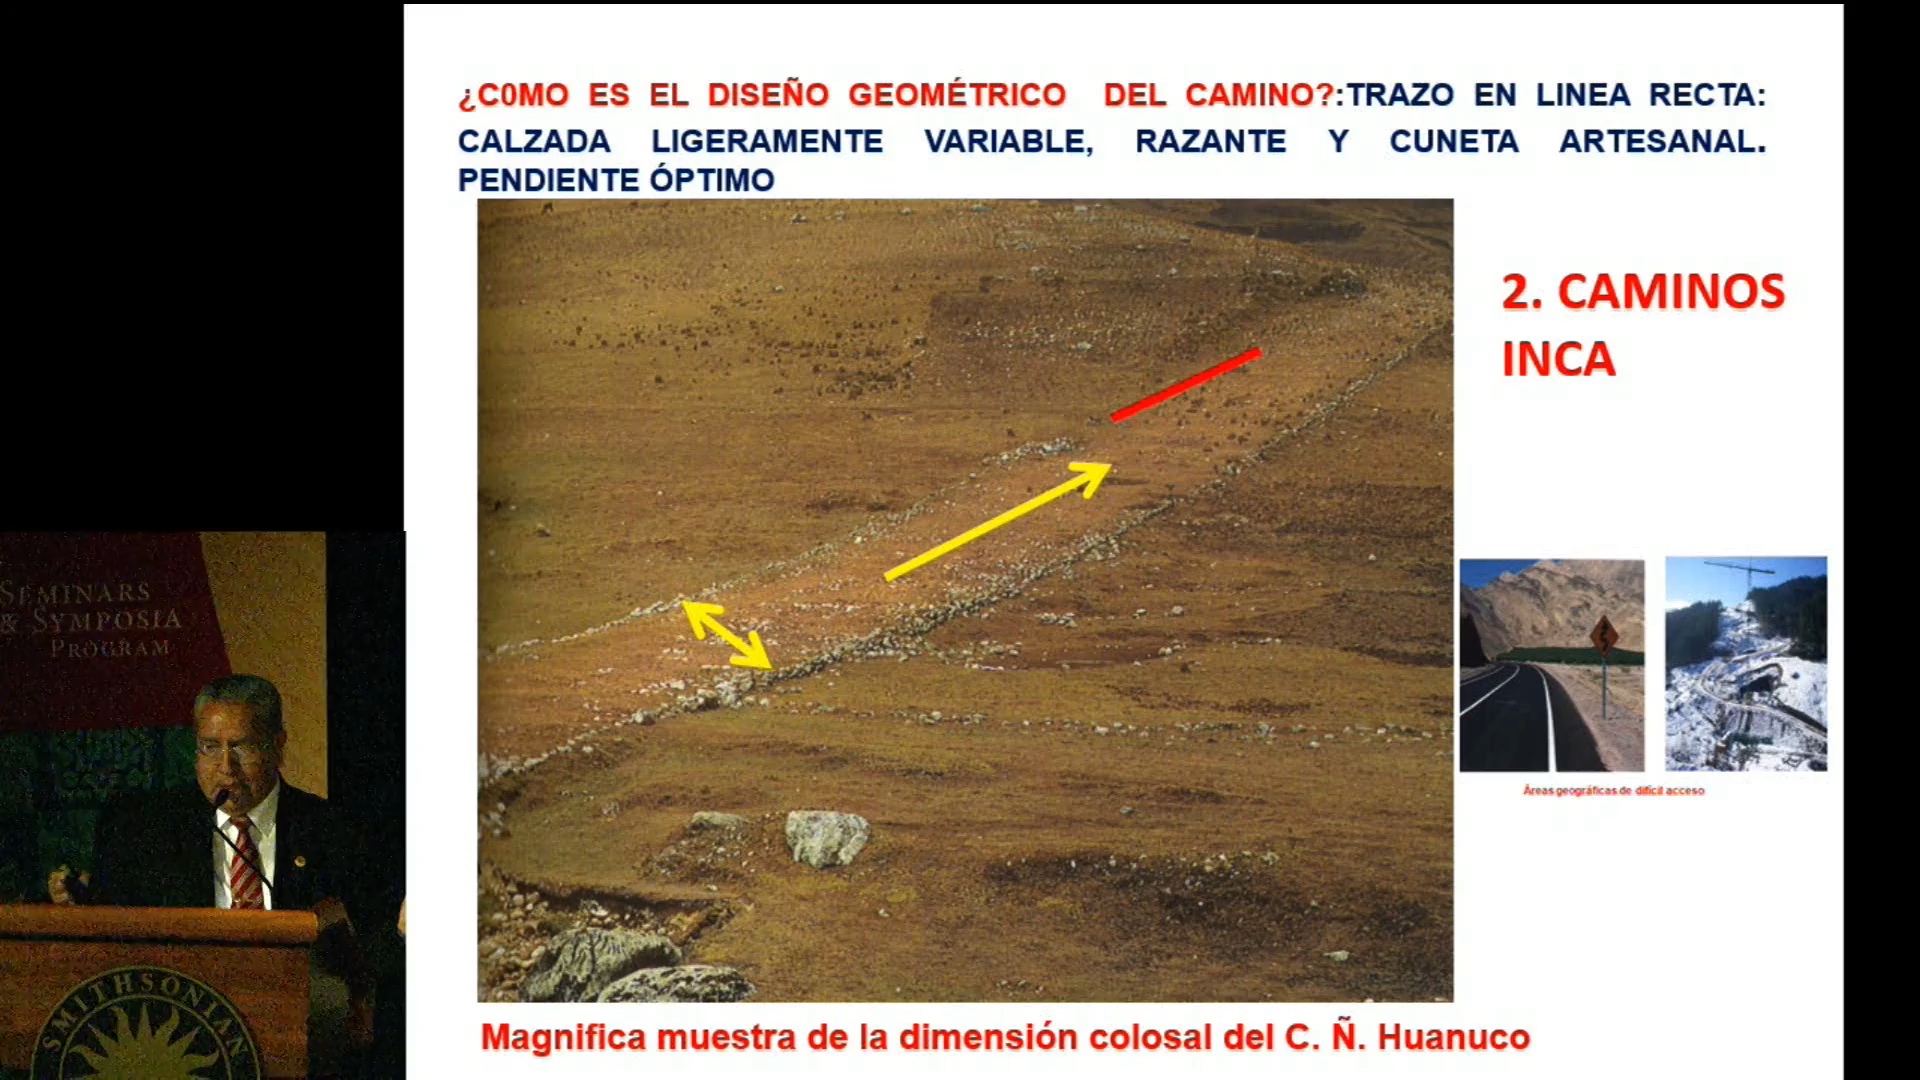 ¿C0MO ES EL DISEÑO GEOMÉTRICO DEL CAMINO?:TRAZO EN LINEA RECTA:
CALZADA LIGERAMENTE VARIABLE, RAZANTE Y CUNETA ARTESANAL.
PENDIENTE ÓPTIMO
2. CAMINOS
INCA
Áreas geográficas de difícil acceso
Magnifica muestra de la dimensión colosal del C. Ñ. Huanuco
SEMINARS
& SYMPOSIA
PROGRAM
SMITHSONIAN